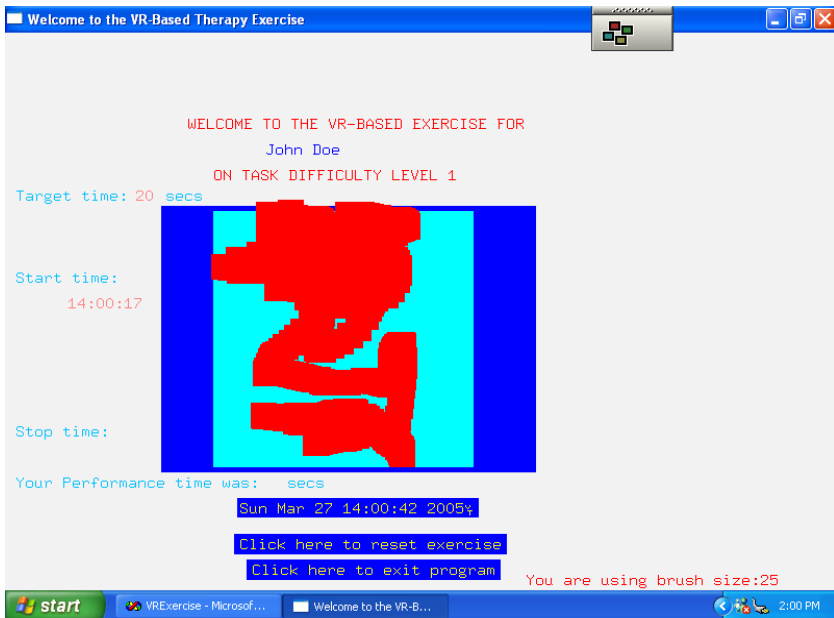 Welcome to the VR-Based Therapy Exercise
WELCOME TO THE VR-BASED EXERCISE FOR
John Doe
ON TASK DIFFICULTY LEVEL 1
Target time: 20 secs
Start time:
14:00:17
Stop time:
Your Performance time was: secs
Sun Mar 27 14:00:42 2005
Click here to reset exercise
Click here to exit program
You are using brush size:25
start
VRExercise - Microsof...
Welcome to the VR-B...
2:00 PM